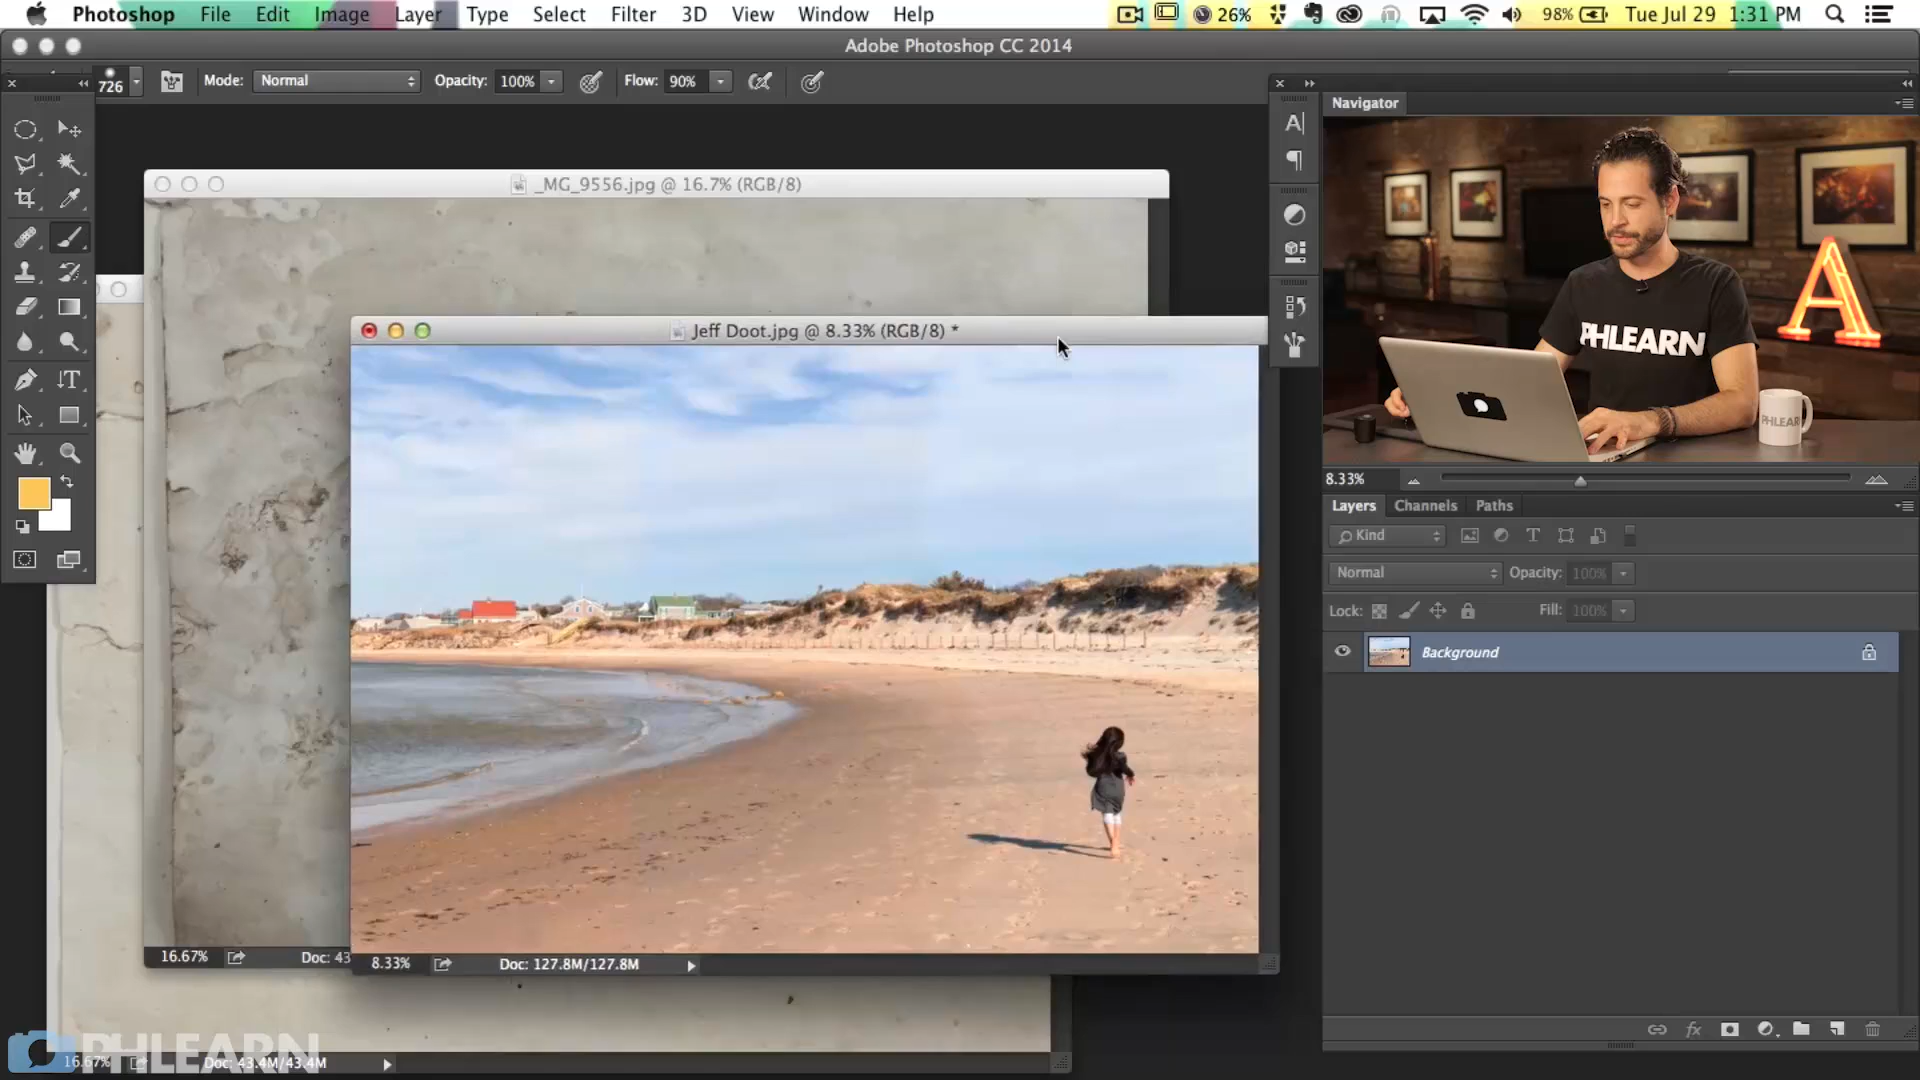 Photoshop File Edit Image Layer Type Select Filter 3D View Window Help 26% 98% Tue Jul 29 1:31 PM
Adobe Photoshop CC 2014
726 Mode: Normal Opacity: 100% Flow: 90%
Navigator
_MG_9556.jpg @ 16.7% (RGB/8)
Jeff Doot.jpg @ 8.33% (RGB/8) *
PHLEARN
PHLEARN
8.33%
Layers Channels Paths
Kind
Normal Opacity: 100%
Lock: Fill: 100%
Background
16.67% Doc: 43
8.33% Doc: 127.8M/127.8M
PHLEARN
16.67% Doc: 43.4M/43.4M